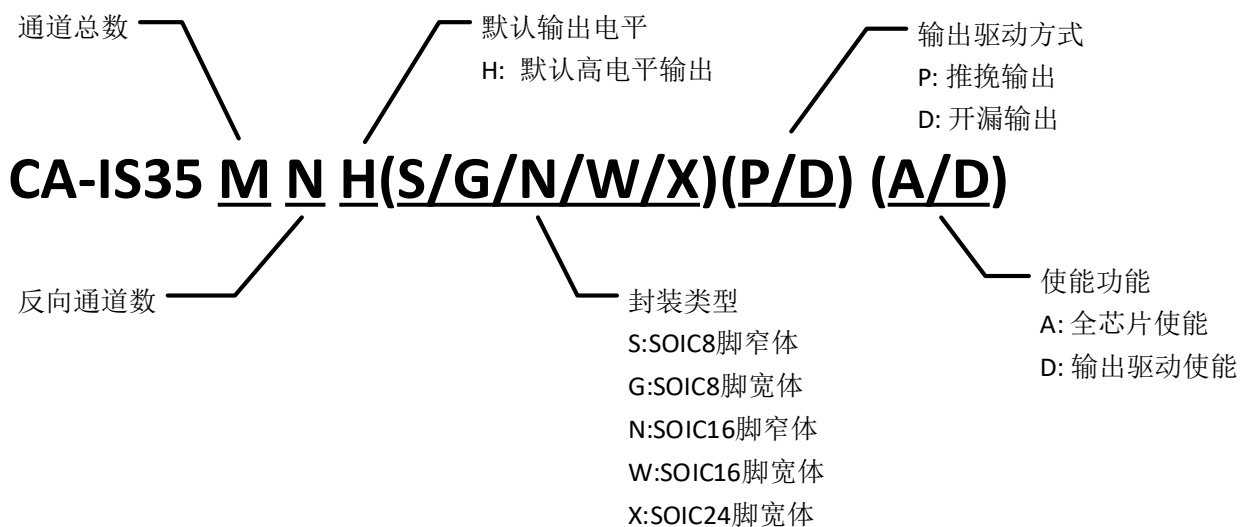 通道总数
默认输出电平
H: 默认高电平输出
输出驱动方式
P: 推挽输出
D: 开漏输出
CA-IS35 M N H(S/G/N/W/X)(P/D) (A/D)
反向通道数
封装类型
S:SOIC8脚窄体
G:SOIC8脚宽体
N:SOIC16脚窄体
W:SOIC16脚宽体
X:SOIC24脚宽体
使能功能
A: 全芯片使能
D: 输出驱动使能